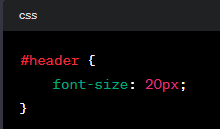 css
#header {
    font-size: 20px;
}